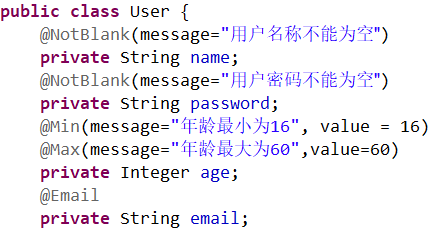 public class User {
@NotBlank(message="用户名称不能为空")
private String name;
@NotBlank(message="用户密码不能为空")
private String password;
@Min(message="年龄最小为16", value = 16)
@Max(message="年龄最大为60",value=60)
private Integer age;
@Email
private String email;